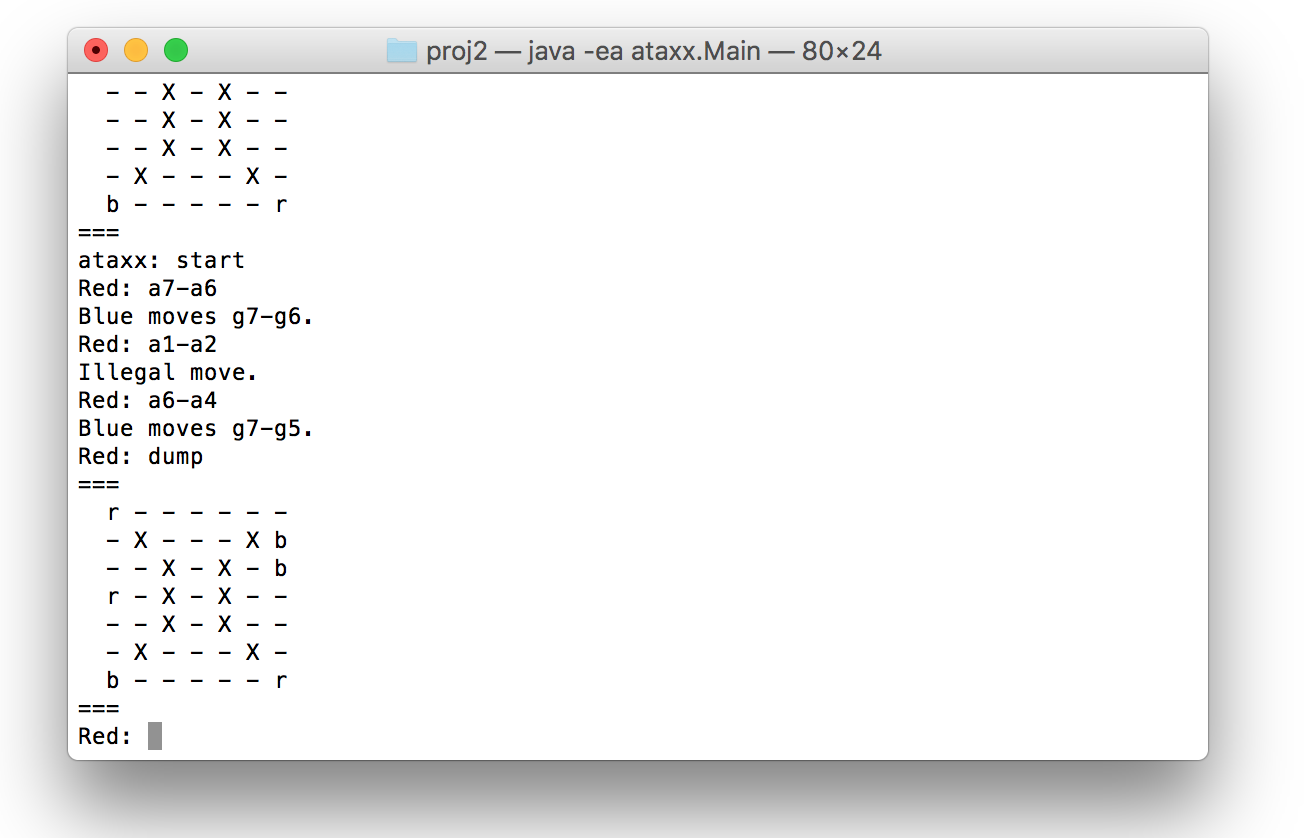 proj2 — java -ea ataxx.Main — 80×24
  - - X - X - -
  - - X - X - -
  - - X - X - -
  - X - - - X -
  b - - - - - r
===
ataxx: start
Red: a7-a6
Blue moves g7-g6.
Red: a1-a2
Illegal move.
Red: a6-a4
Blue moves g7-g5.
Red: dump
===
  r - - - - - -
  - X - - - X b
  - - X - X - b
  r - X - X - -
  - - X - X - -
  - X - - - X -
  b - - - - - r
===
Red: